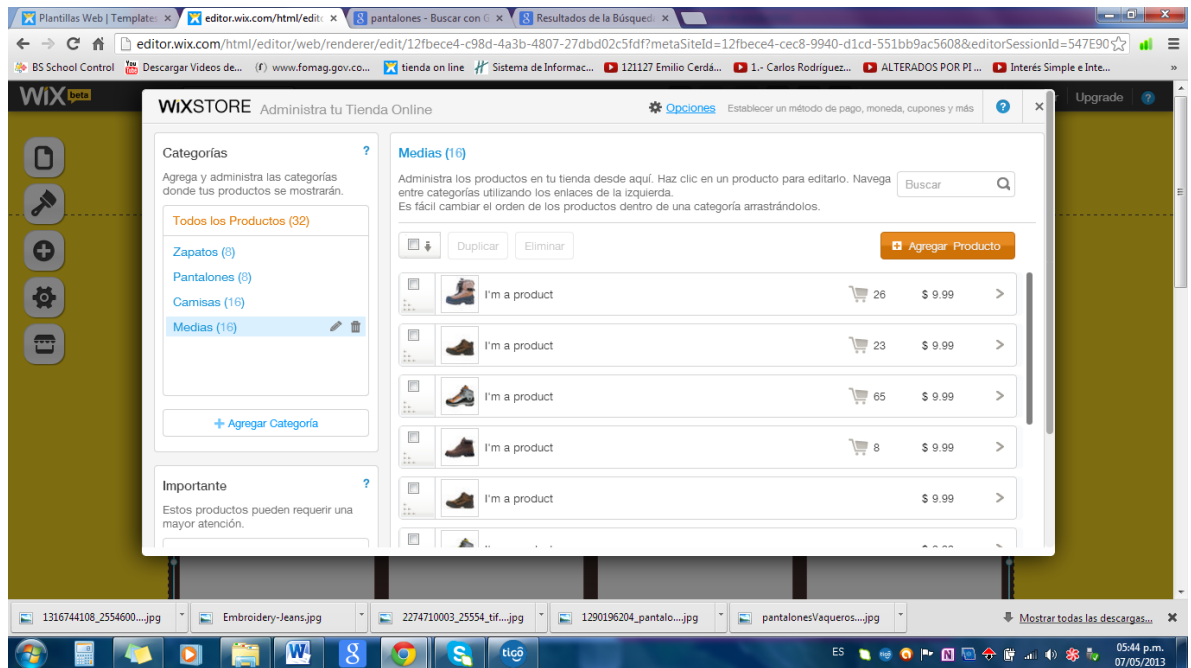 Plantillas Web | Templates
editor.wix.com/html/edito
pantalones - Buscar con G
Resultados de la Búsqueda
editor.wix.com/html/editor/web/renderer/edit/12fbece4-c98d-4a3b-4807-27dbd02c5fdf?metaSiteId=12fbece4-cec8-9940-d1cd-551bb9ac5608&editorSessionId=547E90
BS School Control
Descargar Videos de...
www.fomag.gov.co...
tienda on line
Sistema de Informac...
121127 Emilio Cerdá...
1.- Carlos Rodríguez...
ALTERADOS POR PI ...
Interés Simple e Inte...
WiX beta
Upgrade
WiXSTORE Administra tu Tienda Online
Opciones Establecer un método de pago, moneda, cupones y más
Categorías
Agrega y administra las categorías
donde tus productos se mostrarán.
Todos los Productos (32)
Zapatos (8)
Pantalones (8)
Camisas (16)
Medias (16)
+ Agregar Categoría
Importante
Estos productos pueden requerir una
mayor atención.
Medias (16)
Administra los productos en tu tienda desde aquí. Haz clic en un producto para editarlo. Navega
entre categorías utilizando los enlaces de la izquierda.
Es fácil cambiar el orden de los productos dentro de una categoría arrastrándolos.
Buscar
Duplicar
Eliminar
Agregar Producto
I'm a product 26 $ 9.99
I'm a product 23 $ 9.99
I'm a product 65 $ 9.99
I'm a product 8 $ 9.99
I'm a product $ 9.99
1316744108_2554600....jpg
Embroidery-Jeans.jpg
2274710003_25554_tif....jpg
1290196204_pantalo....jpg
pantalonesVaqueros....jpg
Mostrar todas las descargas...
tigo
ES
05:44 p.m.
07/05/2013